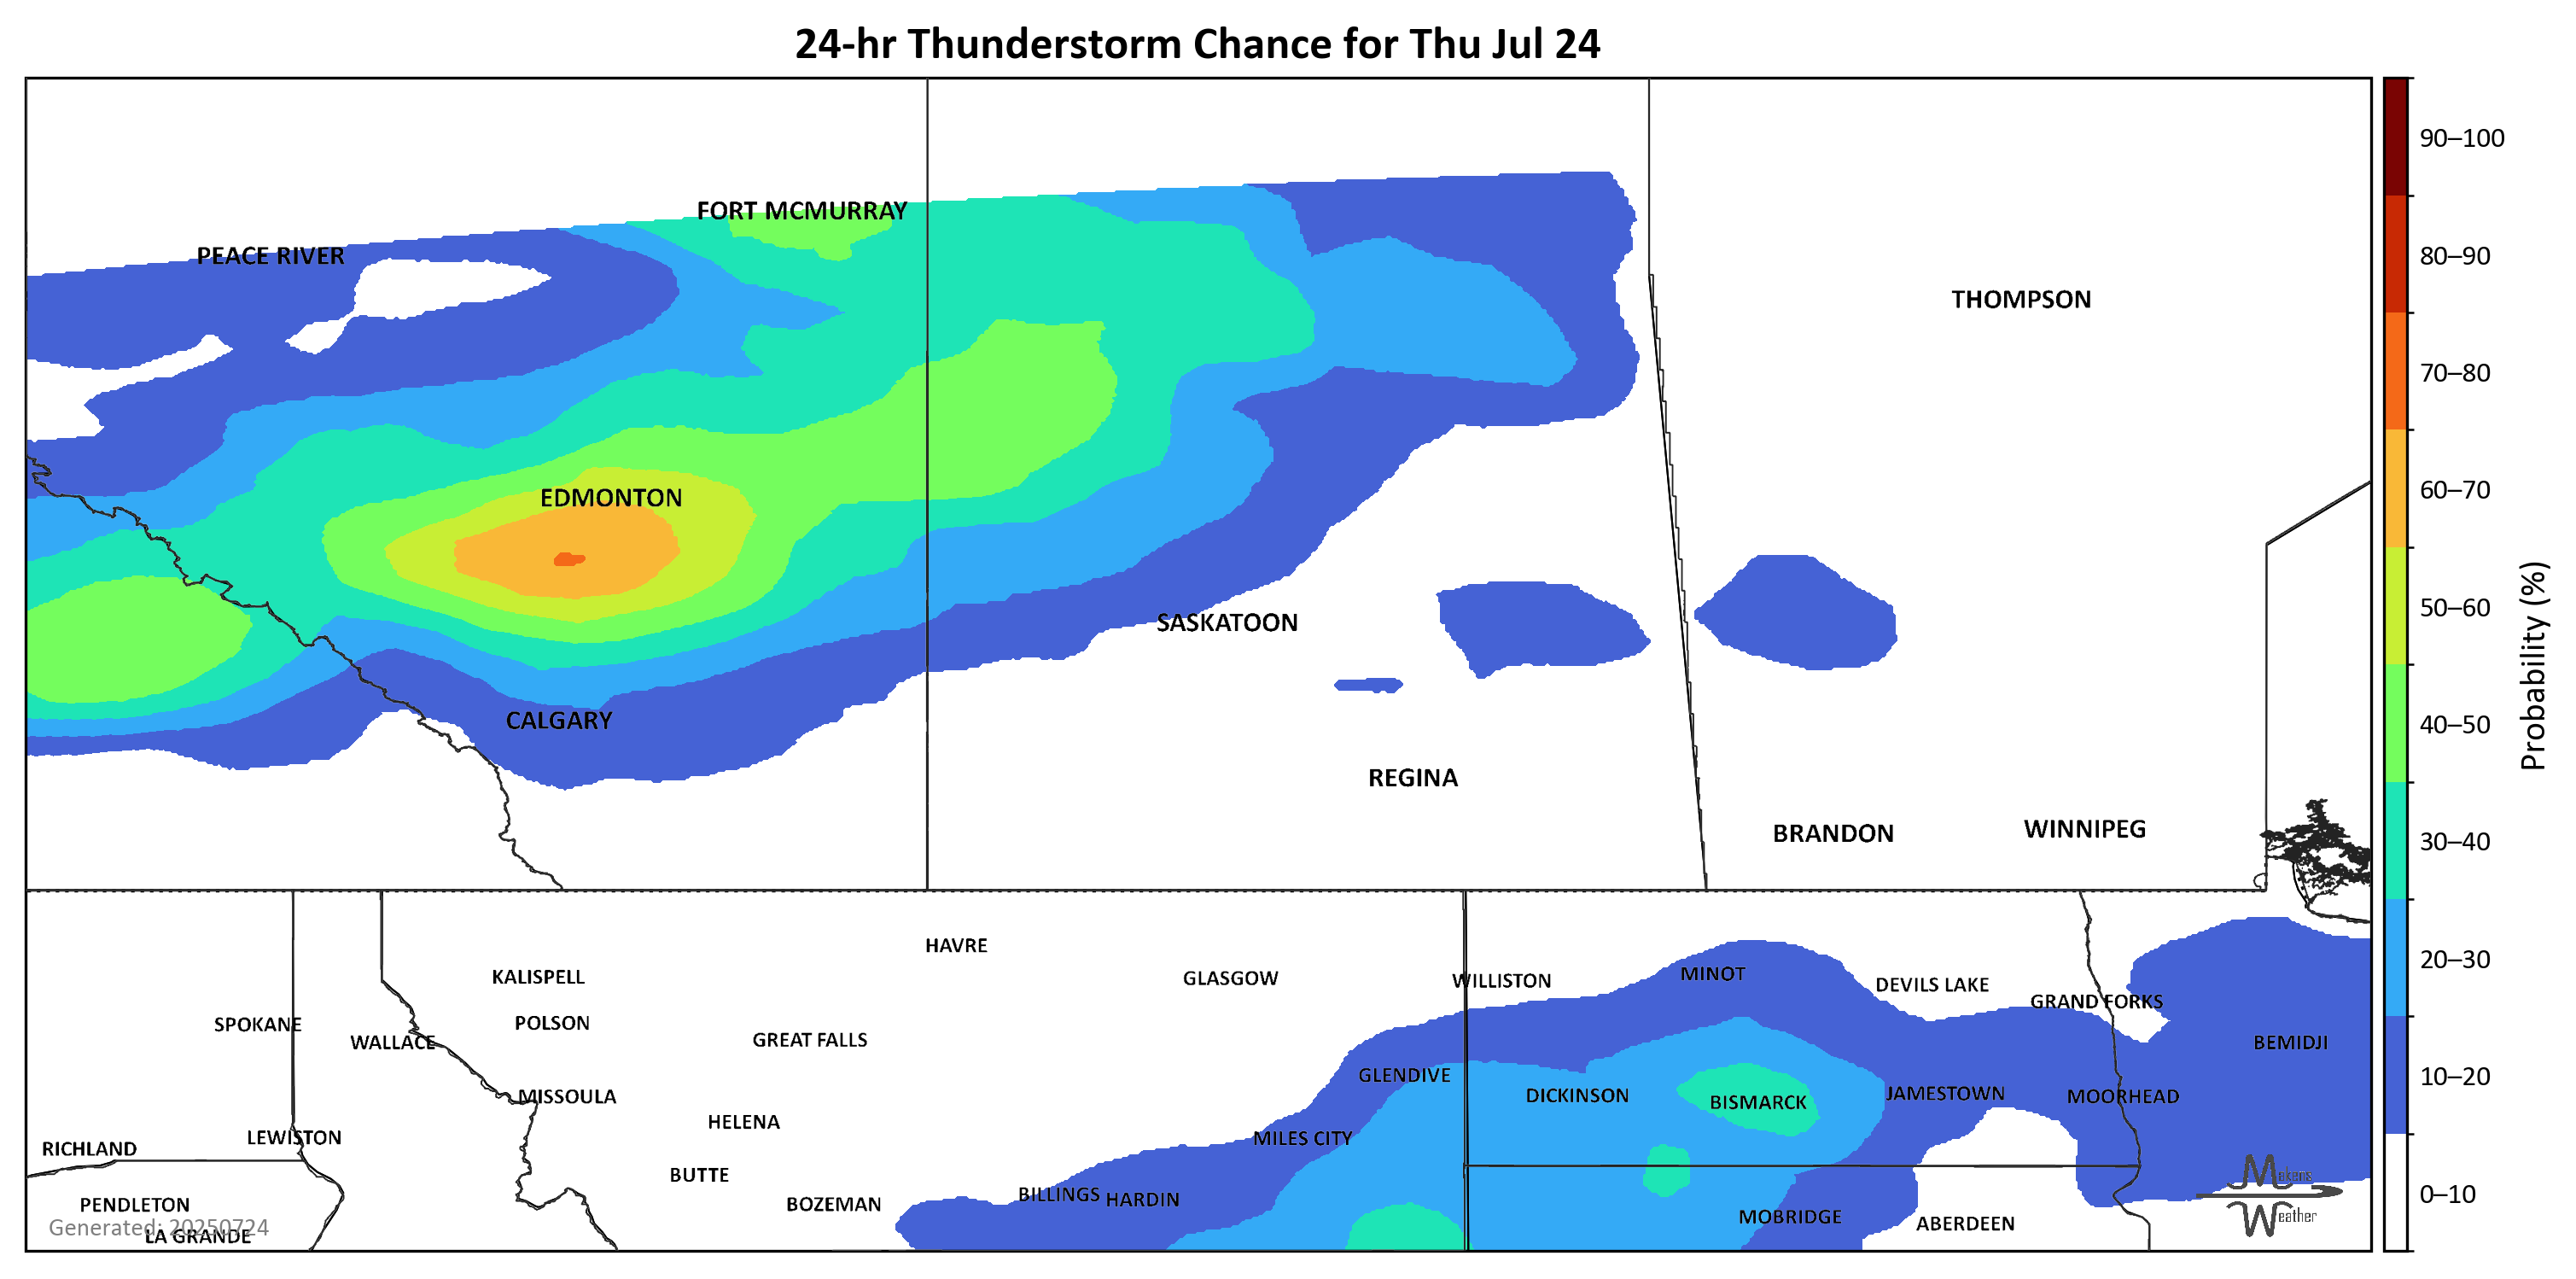 24-hr Thunderstorm Chance for Thu Jul 24
90–100
FORT MCMURRAY
PEACE RIVER
80–90
THOMPSON
70–80
EDMONTON
60–70
SASKATOON
50–60
CALGARY
40–50
Probability (%)
REGINA
BRANDON
WINNIPEG
30–40
HAVRE
KALISPELL
GLASGOW
WILLISTON
MINOT
DEVILS LAKE
20–30
GRAND FORKS
SPOKANE
POLSON
WALLACE
GREAT FALLS
BEMIDJI
GLENDIVE
10–20
MISSOULA
DICKINSON
BISMARCK
JAMESTOWN
MOORHEAD
HELENA
LEWISTON
MILES CITY
RICHLAND
BUTTE
Makens
Weather
BILLINGS
HARDIN
0–10
PENDLETON
BOZEMAN
MOBRIDGE
ABERDEEN
Generated: 20250724
LA GRANDE